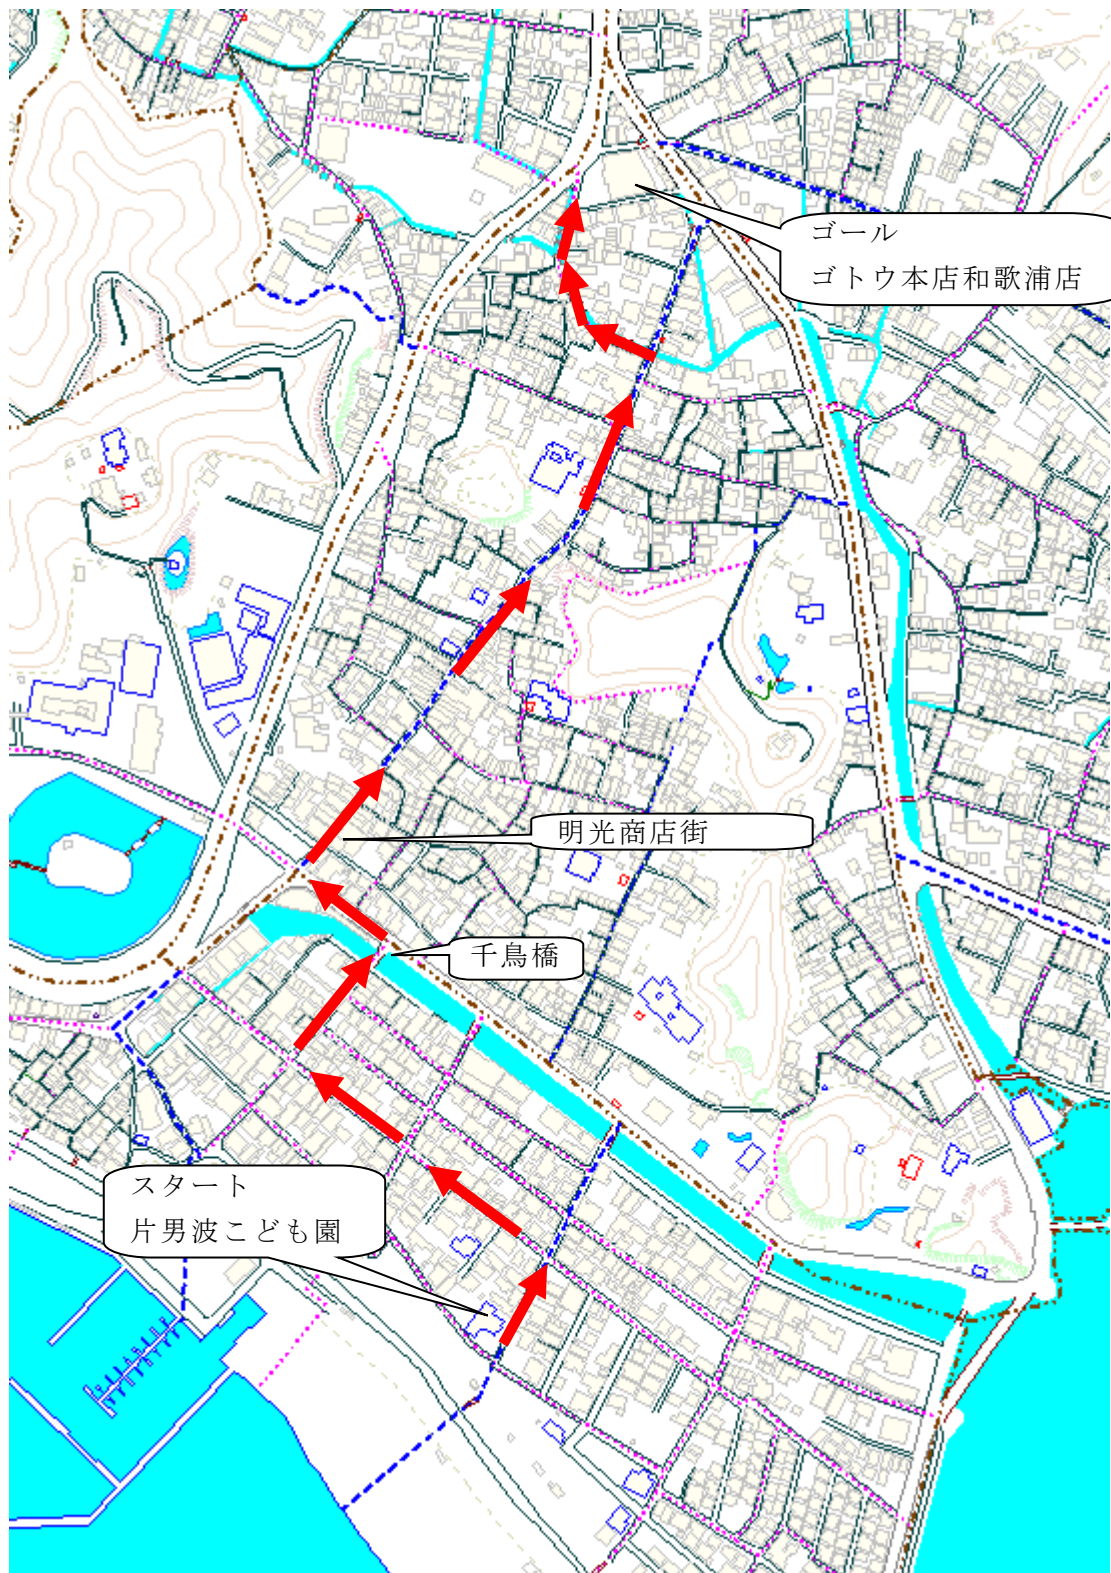 ゴール
ゴトウ本店和歌浦店
明光商店街
千鳥橋
スタート
片男波こども園